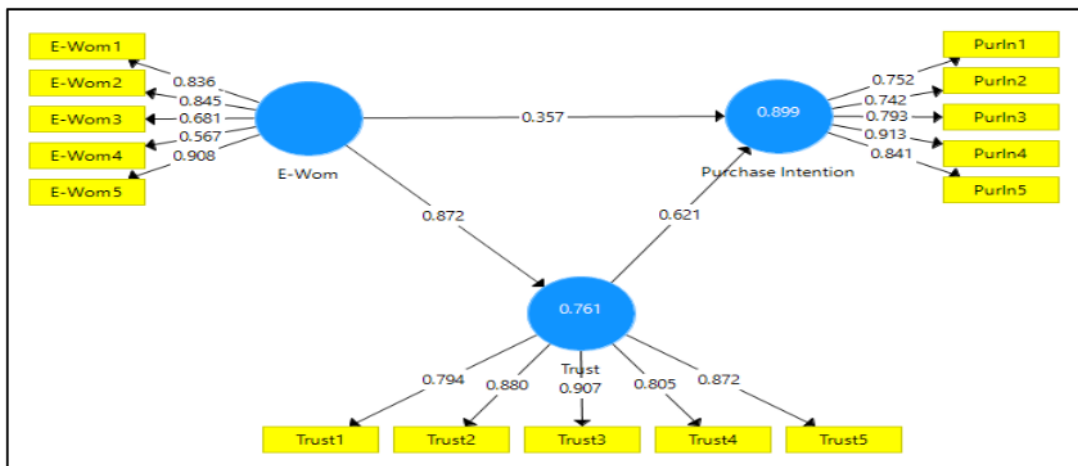 E-Wom1
E-Wom2
E-Wom3
E-Wom4
E-Wom5
0.836
0.845
0.681
0.567
0.908
E-Wom
0.357
0.899
Purchase Intention
0.752
0.742
0.793
0.913
0.841
PurIn1
PurIn2
PurIn3
PurIn4
PurIn5
0.872
0.621
0.761
Trust
0.794
0.880
0.907
0.805
0.872
Trust1
Trust2
Trust3
Trust4
Trust5